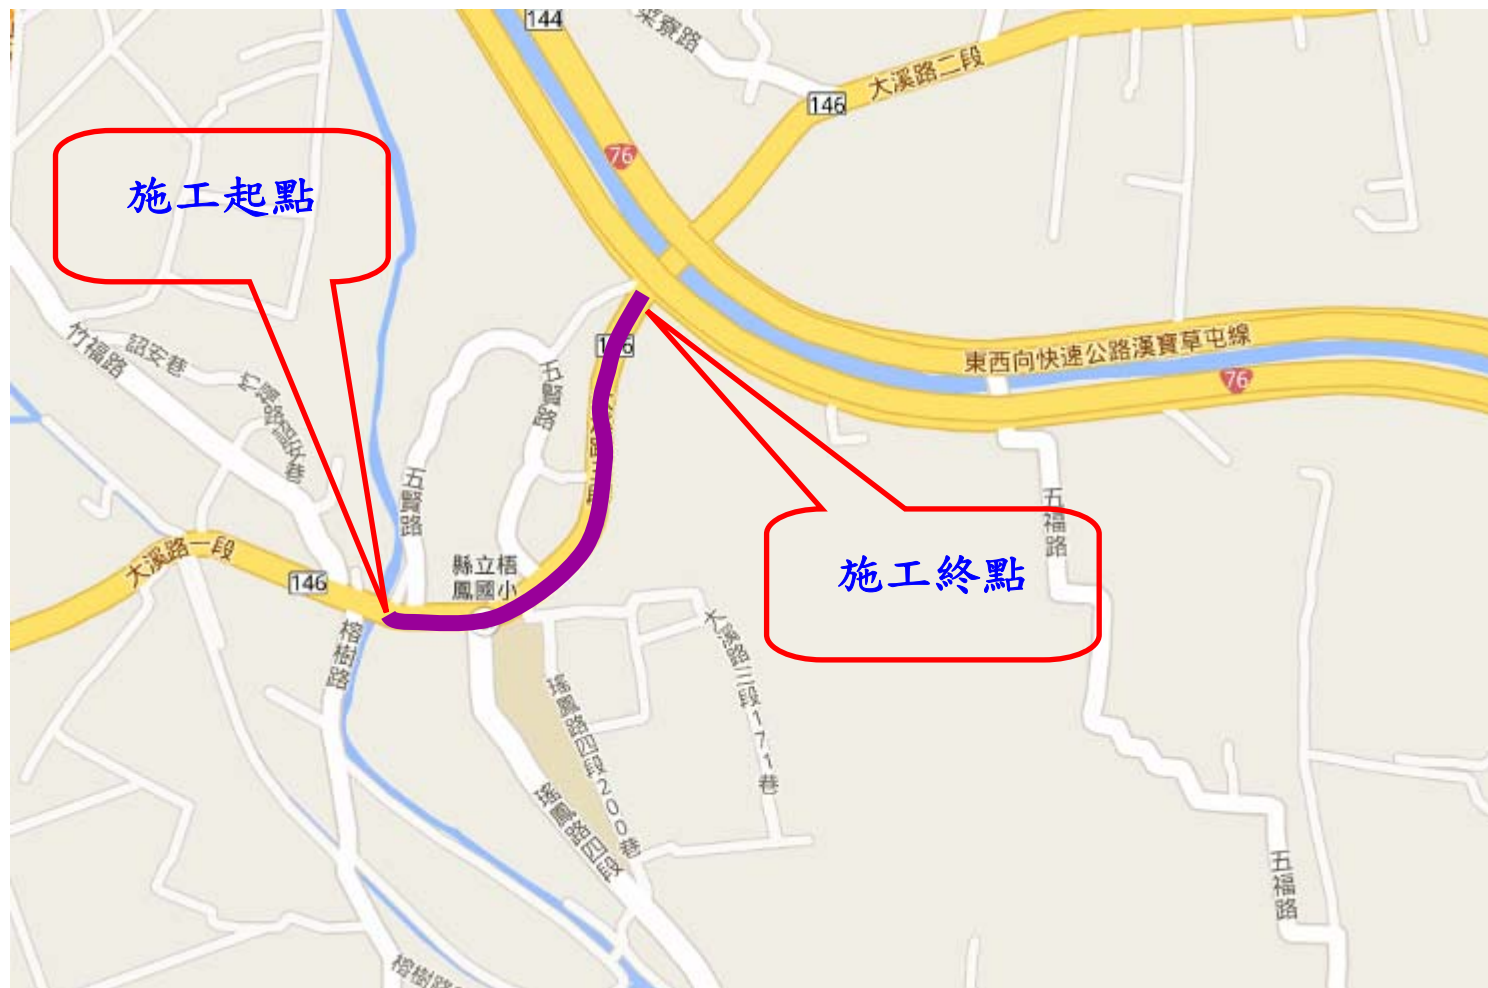 144
菜寮路
大溪路二段
146
76
施工起點
東西向快速公路漢寶草屯線
76
竹福路
詔安巷
五賢路
五賢路
五福路
大溪路一段
146
縣立梧
鳳國小
施工終點
榕樹路
大溪路三段171巷
瑤鳳路四段200巷
瑤鳳路四段
五福路
榕樹路